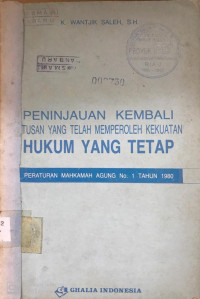 K. WANTJIK SALEH, S.H
PENINJAUAN KEMBALI
TUSAN YANG TELAH MEMPEROLEH KEKUATAN
HUKUM YANG TETAP
PERATURAN MAHKAMAH AGUNG No. 1 TAHUN 1980
GHALIA INDONESIA